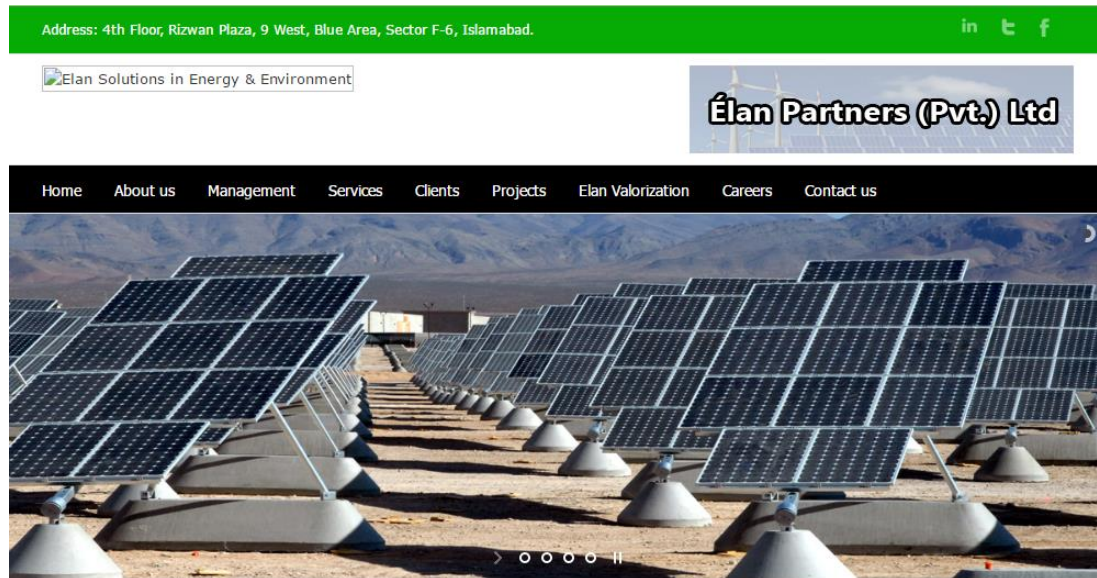 Address: 4th Floor, Rizwan Plaza, 9 West, Blue Area, Sector F-6, Islamabad.
Elan Solutions in Energy & Environment
Élan Partners (Pvt.) Ltd
Home About us Management Services Clients Projects Elan Valorization Careers Contact us